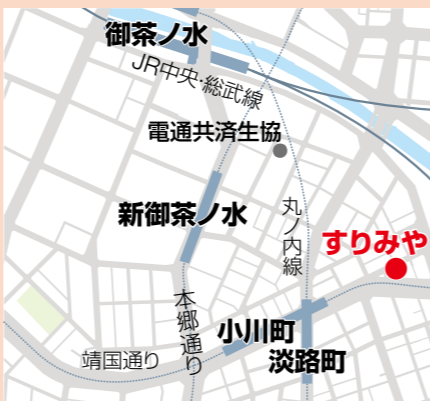 御茶ノ水
JR中央・総武線
電通共済生協
新御茶ノ水
丸ノ内線
すりみや
本郷通り
小川町
淡路町
靖国通り